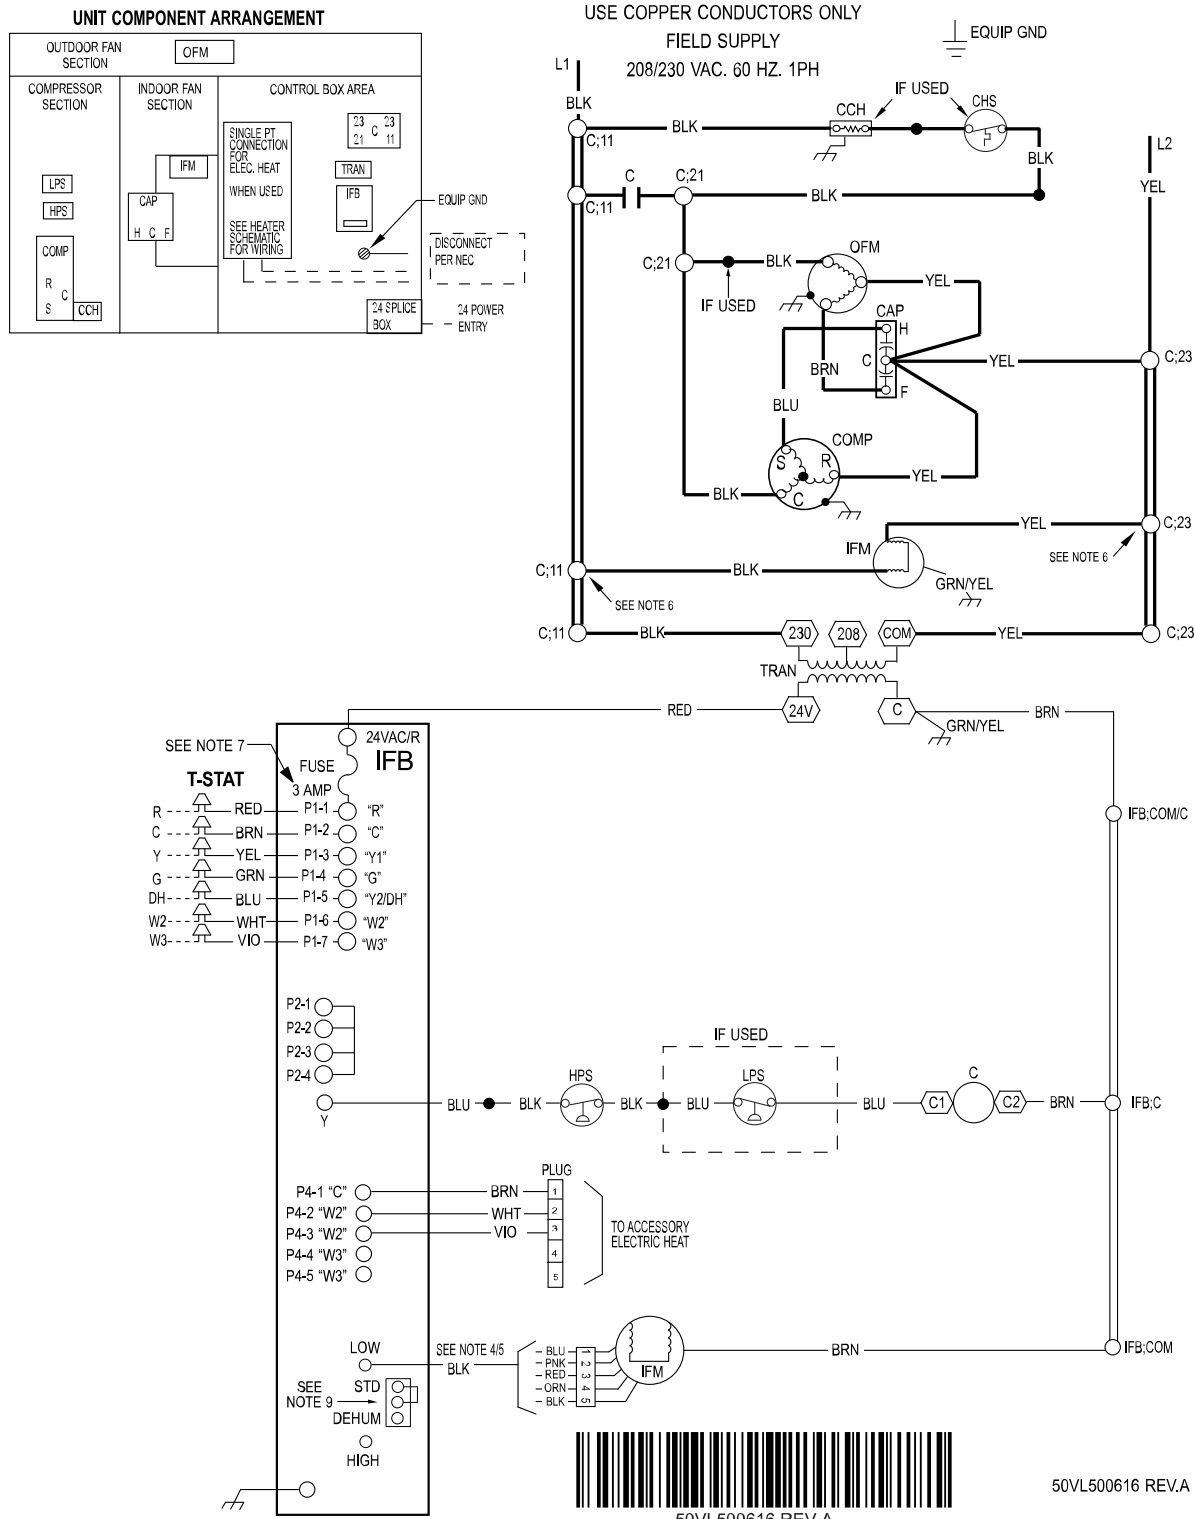 UNIT COMPONENT ARRANGEMENT
OUTDOOR FAN
SECTION
OFM
COMPRESSOR
SECTION
INDOOR FAN
SECTION
CONTROL BOX AREA
SINGLE PT
CONNECTION
FOR
ELEC. HEAT
WHEN USED
SEE HEATER
SCHEMATIC
FOR WIRING
23 23
C
21 11
TRAN
IFB
IFM
LPS
HPS
CAP
H C F
COMP
R
C
S
CCH
EQUIP GND
DISCONNECT
PER NEC
24 SPLICE
BOX
24 POWER
ENTRY
USE COPPER CONDUCTORS ONLY
FIELD SUPPLY
208/230 VAC. 60 HZ. 1PH
EQUIP GND
L1
BLK
C;11
BLK
CCH
IF USED
CHS
BLK
L2
YEL
C;11
C
C;21
BLK
C;21
IF USED
BLK
OFM
YEL
CAP
H
C
F
BRN
BLU
YEL
C;23
COMP
S
R
C
BLK
YEL
YEL
C;23
SEE NOTE 6
IFM
C;11
BLK
GRN/YEL
SEE NOTE 6
C;11
BLK
230
208
COM
YEL
C;23
TRAN
24V
C
RED
GRN/YEL
BRN
SEE NOTE 7
24VAC/R
IFB
FUSE
3 AMP
T-STAT
R RED P1-1 "R"
C BRN P1-2 "C"
Y YEL P1-3 "Y1"
G GRN P1-4 "G"
DH BLU P1-5 "Y2/DH"
W2 WHT P1-6 "W2"
W3 VIO P1-7 "W3"
IFB;COM/C
P2-1
P2-2
P2-3
P2-4
Y
BLU
BLK
HPS
BLK
IF USED
BLU
LPS
BLU
C1
C
C2
BRN
IFB;C
PLUG
P4-1 "C" BRN 1
P4-2 "W2" WHT 2
P4-3 "W2" VIO 3
P4-4 "W3" 4
P4-5 "W3" 5
TO ACCESSORY
ELECTRIC HEAT
LOW
SEE NOTE 4/5
BLK
BLU 1
PNK 2
RED 3
ORN 4
BLK 5
IFM
BRN
IFB;COM
SEE
NOTE 9
STD
DEHUM
HIGH
50VL500616 REV.A
50VL500616 REV.A